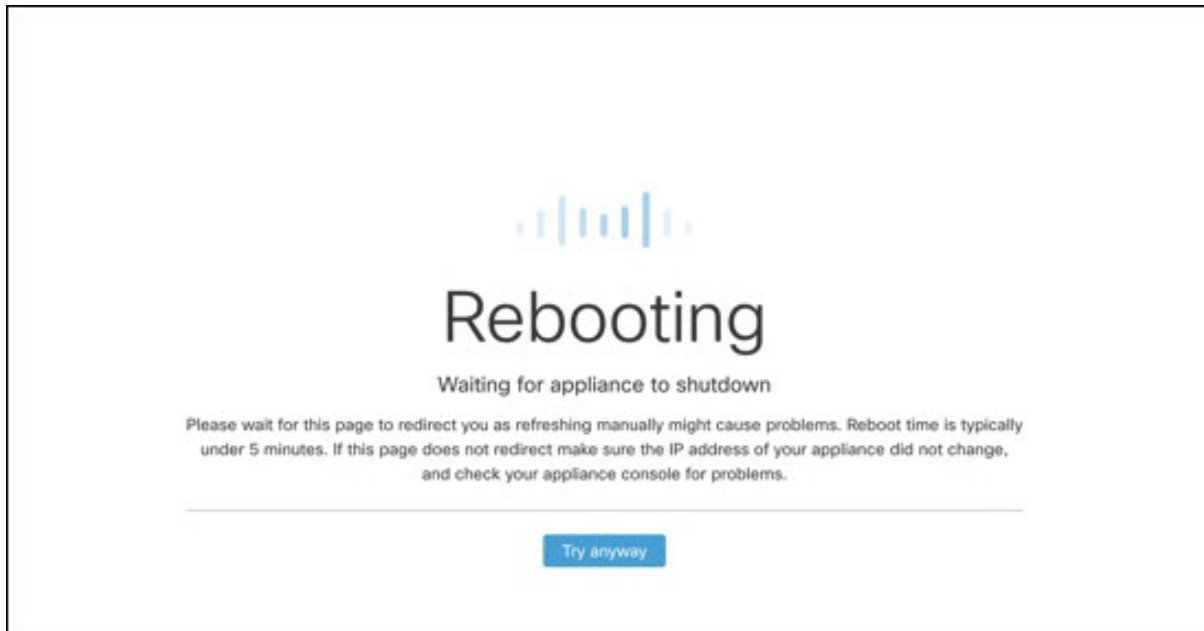 Rebooting
Waiting for appliance to shutdown
Please wait for this page to redirect you as refreshing manually might cause problems. Reboot time is typically
under 5 minutes. If this page does not redirect make sure the IP address of your appliance did not change,
and check your appliance console for problems.
Try anyway